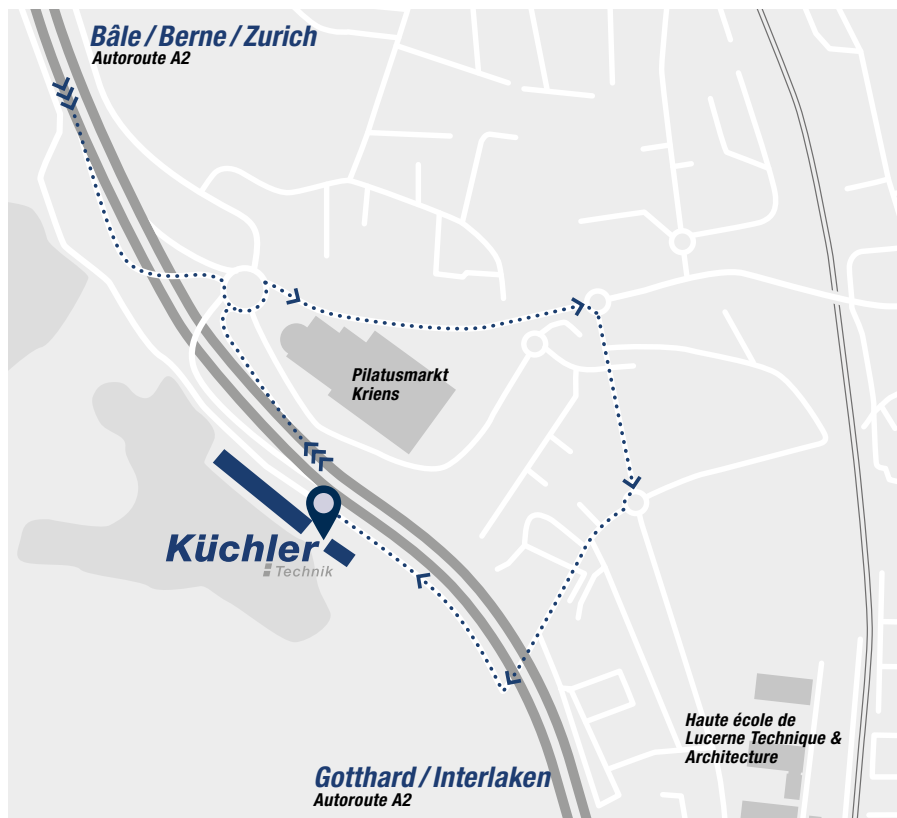 Bâle / Berne / Zurich
Autoroute A2
Pilatusmarkt
Kriens
Küchler
Technik
Haute école de
Lucerne Technique &
Architecture
Gotthard / Interlaken
Autoroute A2